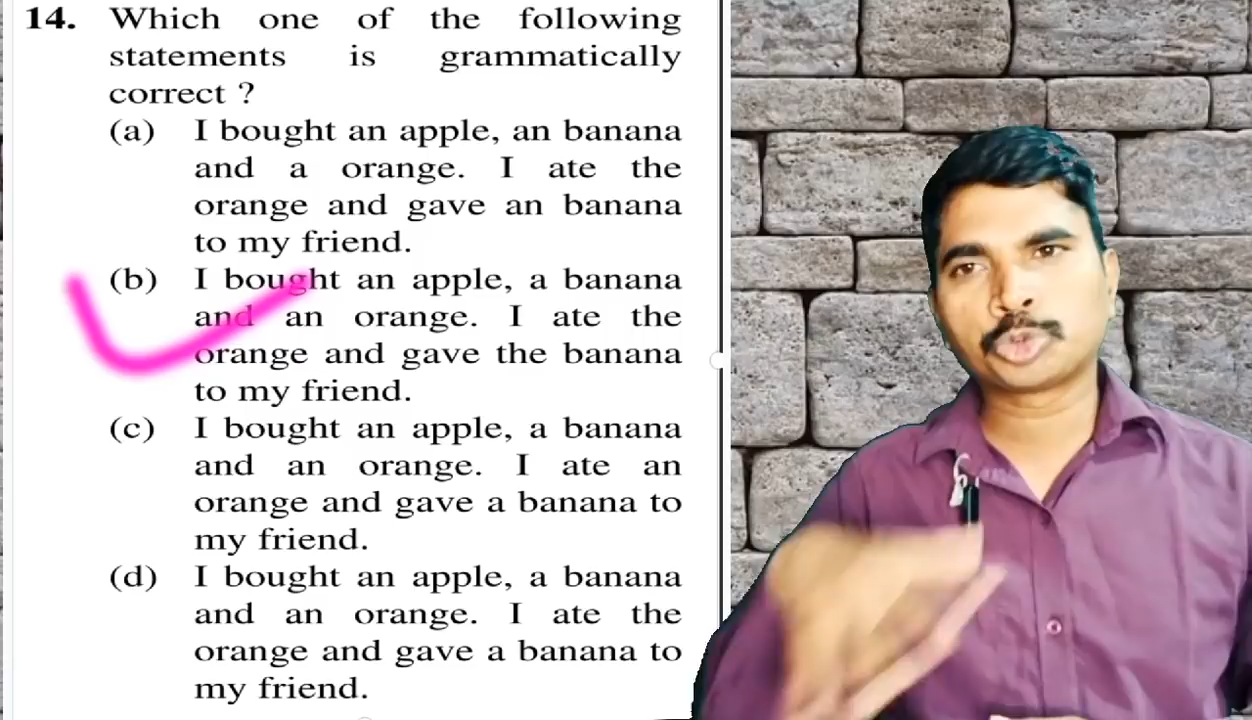 14. Which one of the following
statements is grammatically
correct ?
(a) I bought an apple, an banana
and a orange. I ate the
orange and gave an banana
to my friend.
(b) I bought an apple, a banana
and an orange. I ate the
orange and gave the banana
to my friend.
(c) I bought an apple, a banana
and an orange. I ate an
orange and gave a banana to
my friend.
(d) I bought an apple, a banana
and an orange. I ate the
orange and gave a banana to
my friend.